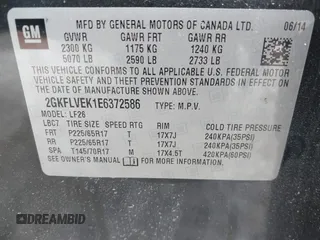 GM
MFD BY GENERAL MOTORS OF CANADA LTD.
06/14
GVWR GAWR FRT GAWR RR
2300 KG 1175 KG 1240 KG
5070 LB 2590 LB 2733 LB
THIS VEHICLE CONFORMS TO ALL APPLICABLE U.S. FEDERAL
MOTOR VEHICLE SAFETY AND THEFT PREVENTION STANDARDS
IN EFFECT ON THE DATE OF MANUFACTURE SHOWN ABOVE.
2GKFLVEK1E6372586 TYPE: M.P.V.
MODEL: LF26
LBC7 TIRE SIZE SPEED RTG RIM COLD TIRE PRESSURE
FRT P225/65R17 T 17X7J 240KPA(35PSI)
RR P225/65R17 T 17X7J 240KPA(35PSI)
SPA T145/70R17 M 17X4.5T 420KPA(60PSI)
SEE OWNER'S MANUAL FOR MORE INFORMATION.
DREAMBID